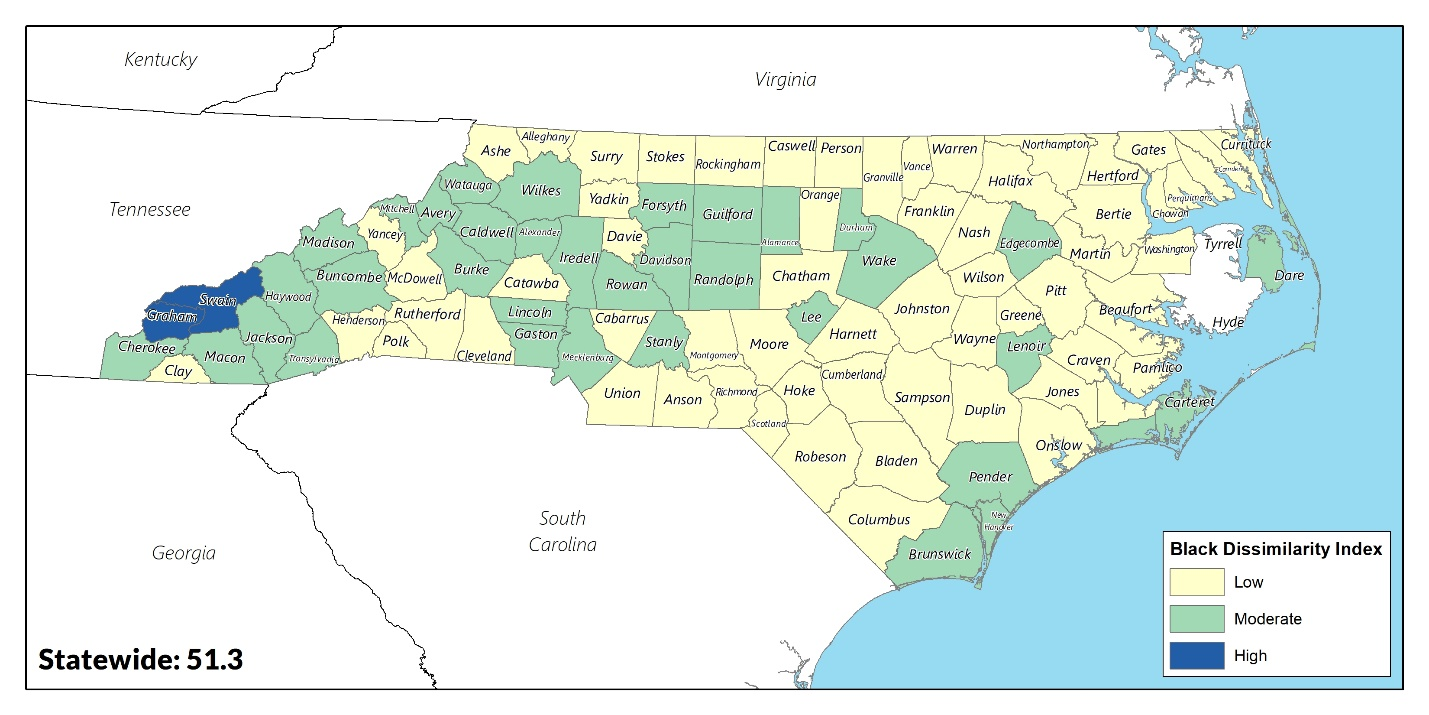 Kentucky
Virginia
Tennessee
Georgia
South
Carolina
Ashe
Alleghany
Surry
Stokes
Rockingham
Caswell
Person
Granville
Vance
Warren
Northampton
Gates
Currituck
Camden
Halifax
Hertford
Perquimans
Chowan
Bertie
Watauga
Wilkes
Yadkin
Forsyth
Guilford
Alamance
Orange
Durham
Franklin
Nash
Edgecombe
Martin
Washington
Tyrrell
Dare
Mitchell
Avery
Caldwell
Alexander
Iredell
Davie
Davidson
Randolph
Chatham
Wake
Wilson
Pitt
Beaufort
Hyde
Madison
Yancey
Buncombe
McDowell
Burke
Catawba
Rowan
Swain
Haywood
Graham
Cherokee
Clay
Macon
Jackson
Transylvania
Henderson
Polk
Rutherford
Cleveland
Lincoln
Gaston
Mecklenburg
Cabarrus
Stanly
Montgomery
Moore
Lee
Harnett
Johnston
Wayne
Greene
Lenoir
Craven
Pamlico
Jones
Carteret
Union
Anson
Richmond
Scotland
Hoke
Cumberland
Sampson
Duplin
Onslow
Robeson
Bladen
Pender
New
Hanover
Columbus
Brunswick
Black Dissimilarity Index
Low
Moderate
High
Statewide: 51.3